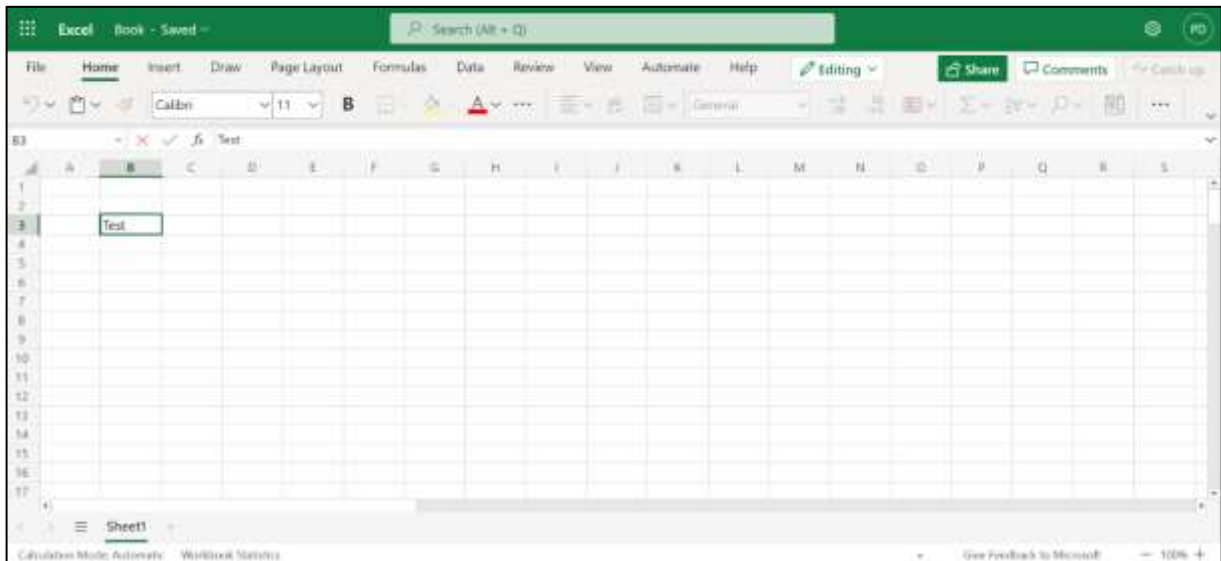 Excel Book - Saved Search (Alt + Q) PD
File Home Insert Draw Page Layout Formulas Data Review View Automate Help Editing Share Comments Catch up
Calibri 11 B A General
B3 fx Test
A B C D E F G H I J K L M N O P Q R S
1
2
3 Test
4
5
6
7
8
9
10
11
12
13
14
15
16
17
Sheet1
Calculation Mode: Automatic Workbook Statistics Give Feedback to Microsoft 100%